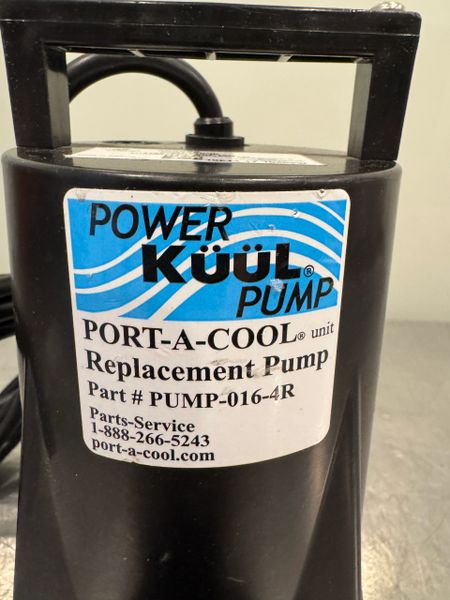 POWER
KÜÜL®
PUMP
PORT-A-COOL® unit
Replacement Pump
Part # PUMP-016-4R
Parts-Service
1-888-266-5243
port-a-cool.com